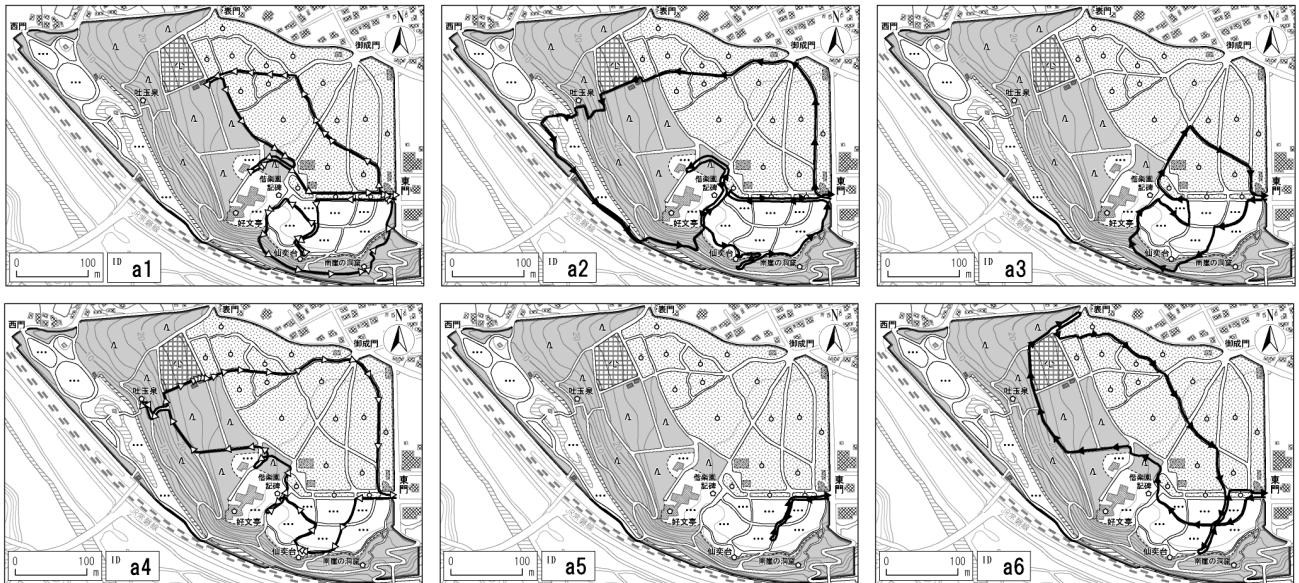 西門
表門
N
御成門
吐玉泉
偕楽園
記碑
好文亭
仙奕台
南崖の洞窟
東門
0 100
m
ID a1
西門
表門
N
御成門
吐玉泉
偕楽園
記碑
好文亭
仙奕台
南崖の洞窟
東門
0 100
m
ID a2
西門
表門
N
御成門
吐玉泉
偕楽園
記碑
好文亭
仙奕台
南崖の洞窟
東門
0 100
m
ID a3
西門
表門
N
御成門
吐玉泉
偕楽園
記碑
好文亭
仙奕台
南崖の洞窟
東門
0 100
m
ID a4
西門
表門
N
御成門
吐玉泉
偕楽園
記碑
好文亭
仙奕台
南崖の洞窟
東門
0 100
m
ID a5
西門
表門
N
御成門
吐玉泉
偕楽園
記碑
好文亭
仙奕台
南崖の洞窟
東門
0 100
m
ID a6